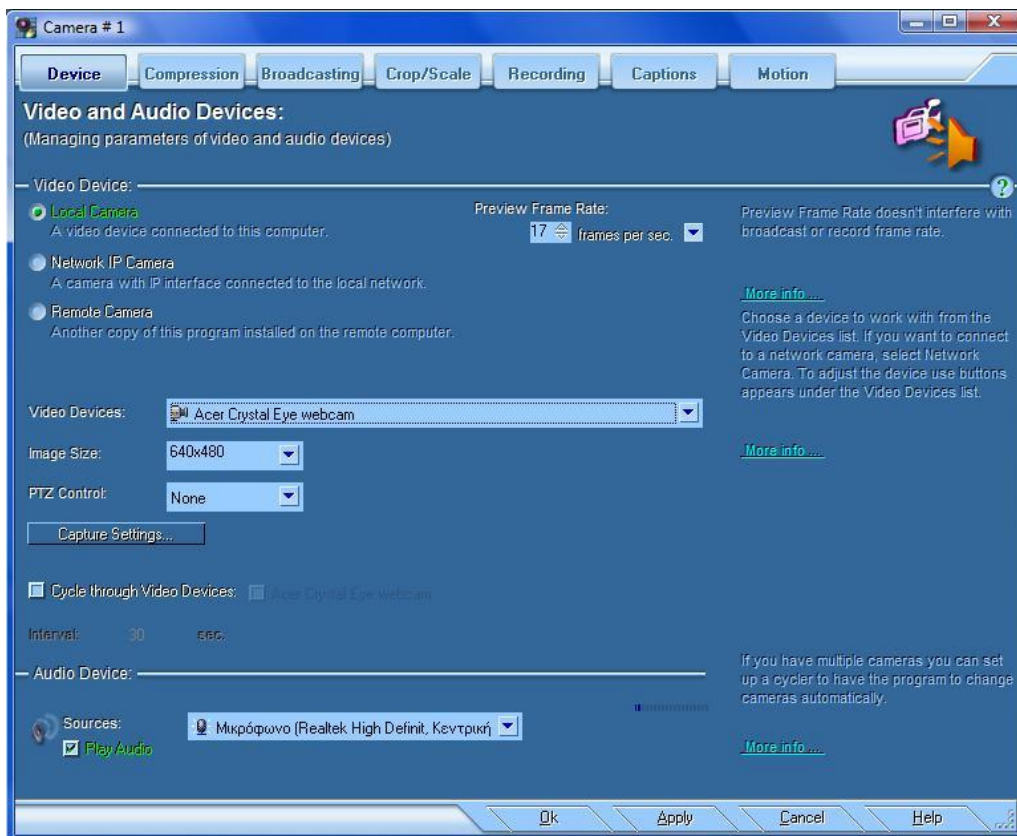 Camera # 1
Device
Compression
Broadcasting
Crop/Scale
Recording
Captions
Motion
Video and Audio Devices:
(Managing parameters of video and audio devices)
Video Device:
?
Local Camera
A video device connected to this computer.
Network IP Camera
A camera with IP interface connected to the local network.
Remote Camera
Another copy of this program installed on the remote computer.
Preview Frame Rate:
17 frames per sec.
Preview Frame Rate doesn't interfere with
broadcast or record frame rate.
More info ...
Choose a device to work with from the
Video Devices list. If you want to connect
to a network camera, select Network
Camera. To adjust the device use buttons
appears under the Video Devices list.
Video Devices: Acer Crystal Eye webcam
Image Size: 640x480
More info ...
PTZ Control: None
Capture Settings...
Cycle through Video Devices: Acer Crystal Eye webcam
Interval: 30 sec.
If you have multiple cameras you can set
up a cycler to have the program to change
cameras automatically.
Audio Device:
Sources: Μικρόφωνο (Realtek High Definit, Κεντρική
Play Audio
More info ...
Ok
Apply
Cancel
Help